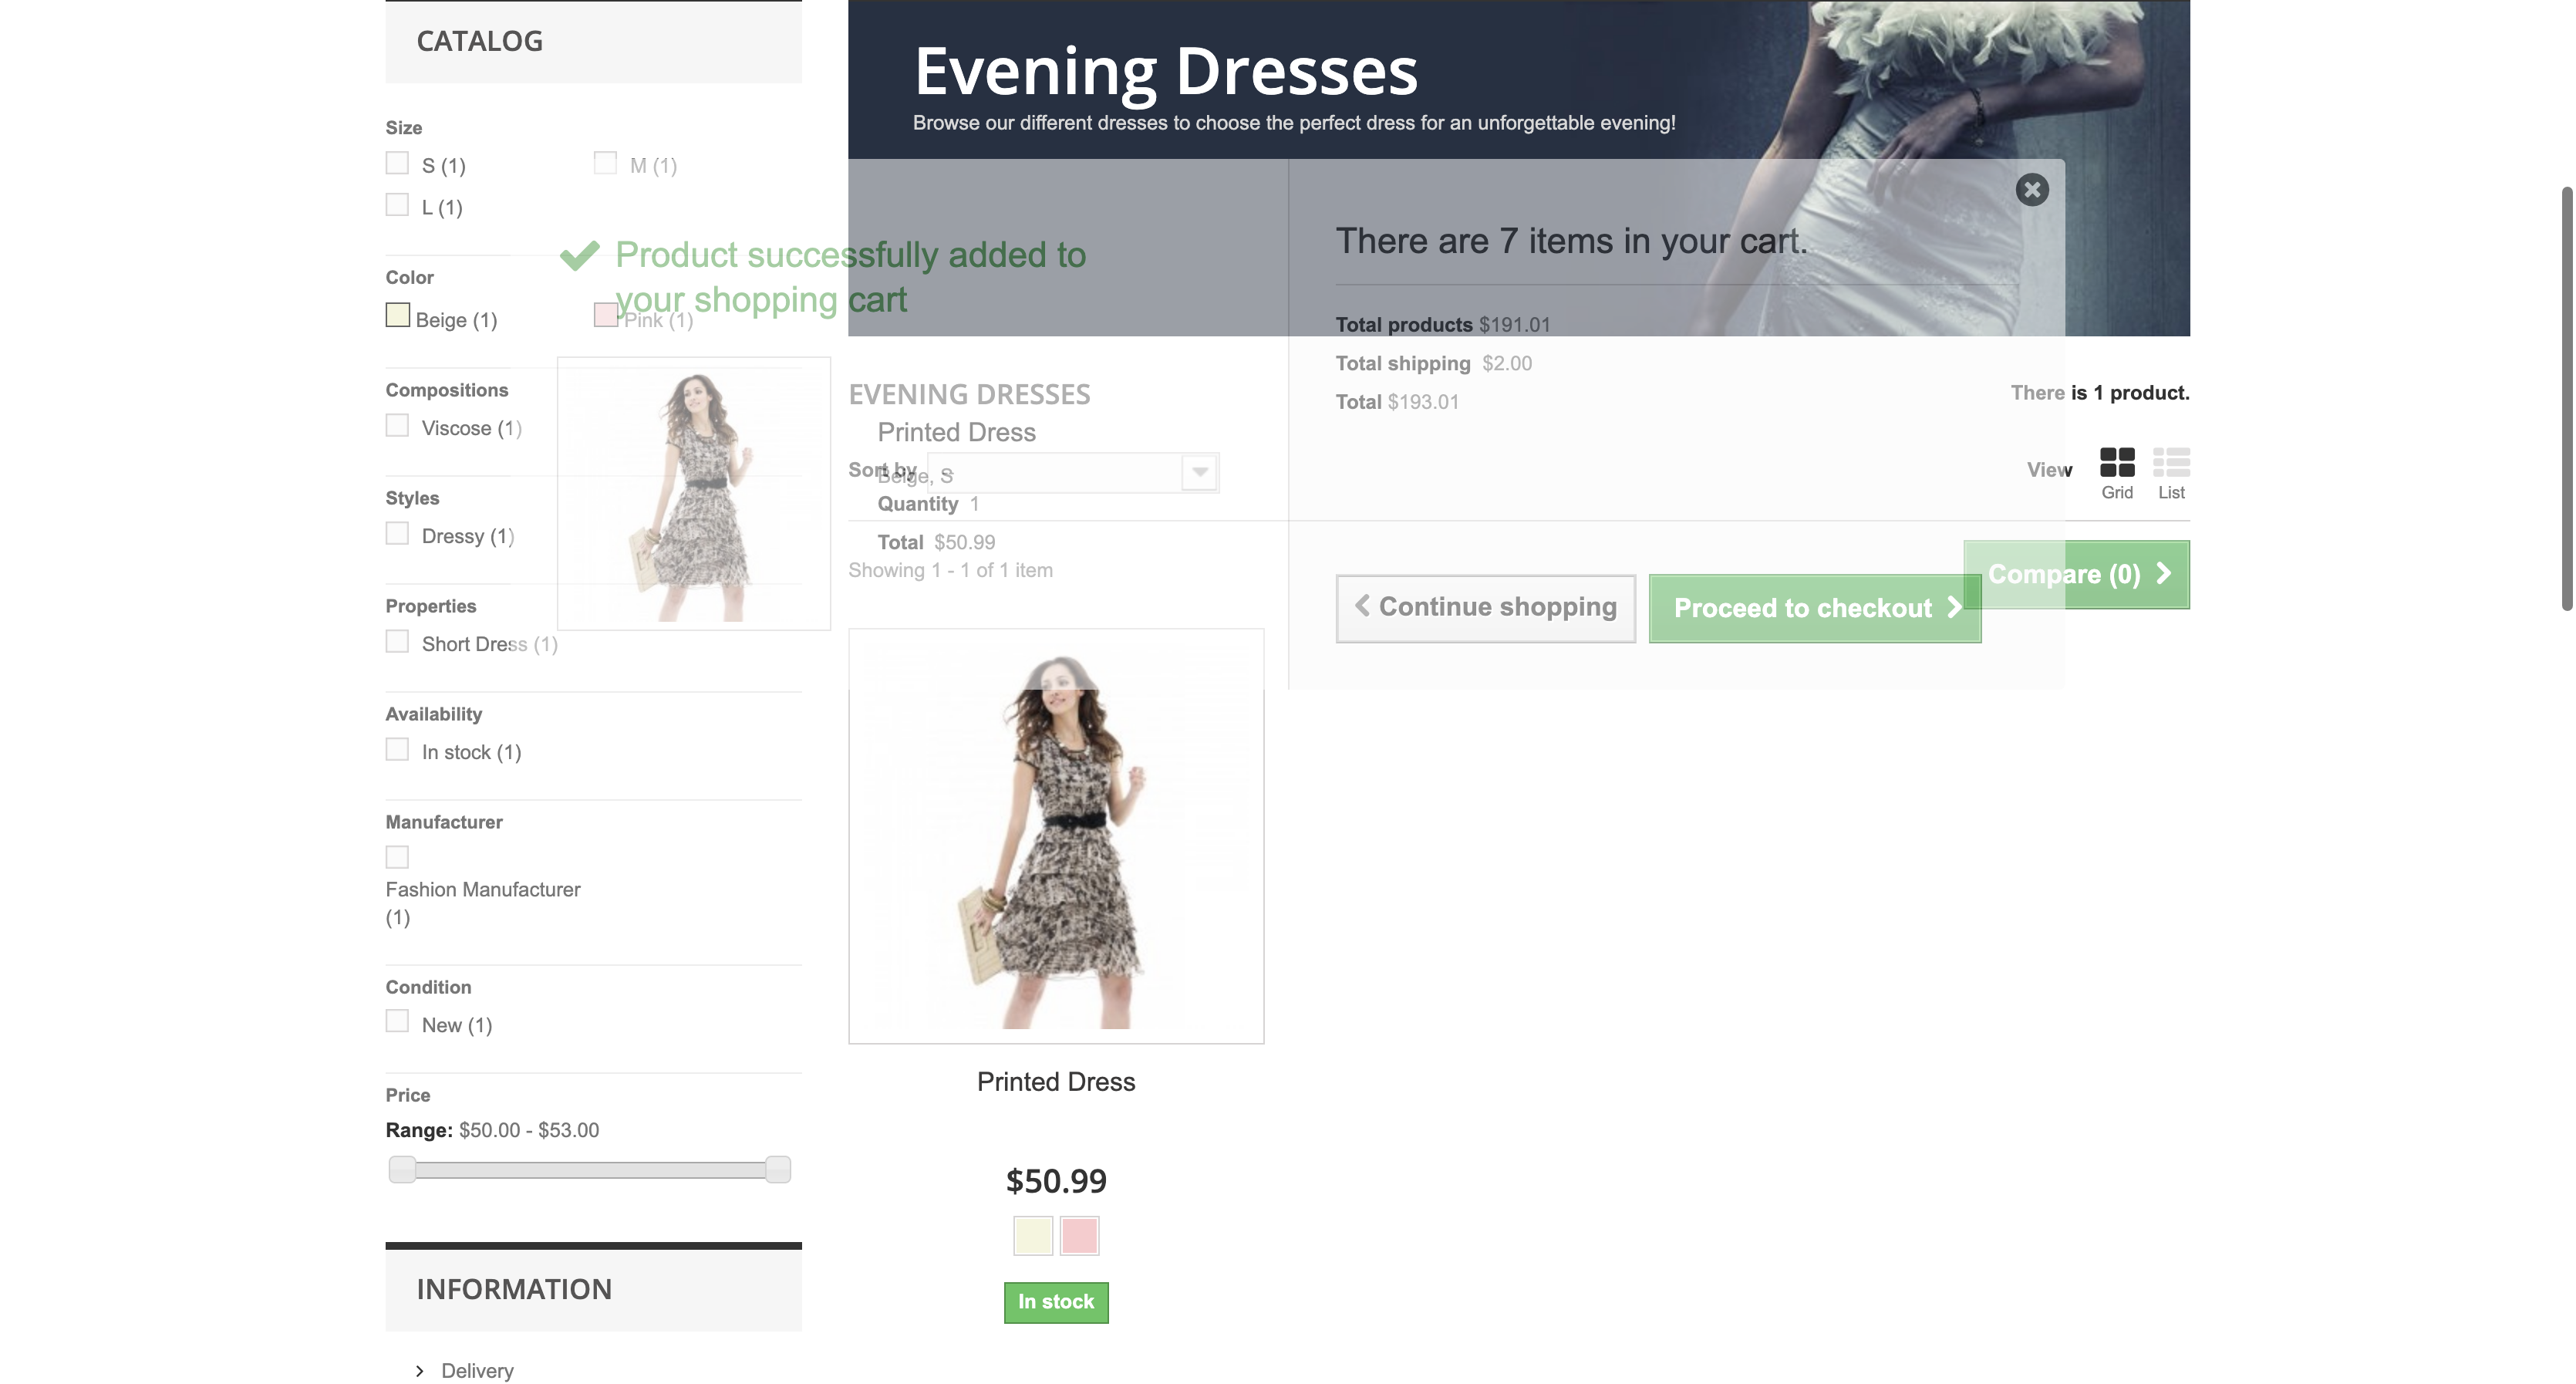 CATALOG
Size
S (1)
M (1)
L (1)
Color
Beige (1)
Pink (1)
Compositions
Viscose (1)
Styles
Dressy (1)
Properties
Short Dress (1)
Availability
In stock (1)
Manufacturer
Fashion Manufacturer
(1)
Condition
New (1)
Price
Range: $50.00 - $53.00
INFORMATION
Delivery
Evening Dresses
Browse our different dresses to choose the perfect dress for an unforgettable evening!
Product successfully added to
your shopping cart
Printed Dress
Beige, S
Quantity 1
Total $50.99
There are 7 items in your cart.
Total products $191.01
Total shipping $2.00
Total $193.01
Continue shopping
Proceed to checkout
EVENING DRESSES
There is 1 product.
Sort by
--
View
Grid
List
Showing 1 - 1 of 1 item
Compare (0)
Printed Dress
$50.99
In stock